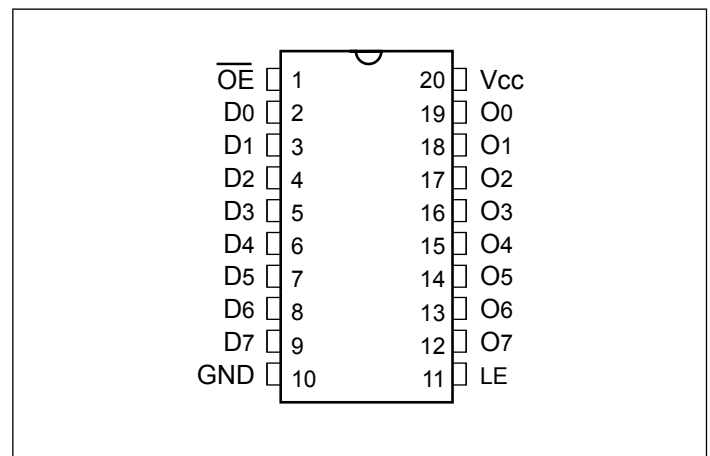 O̅E̅ 1 20 Vcc
D0 2 19 O0
D1 3 18 O1
D2 4 17 O2
D3 5 16 O3
D4 6 15 O4
D5 7 14 O5
D6 8 13 O6
D7 9 12 O7
GND 10 11 LE